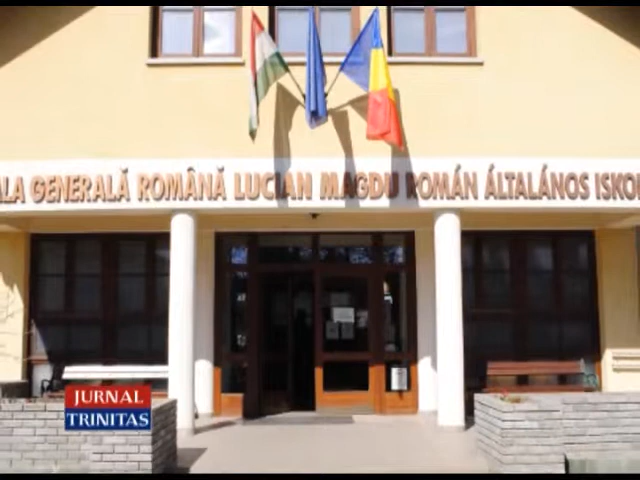 ALA GENERALĂ ROMÂNĂ LUCIAN MAGDU ROMÁN ÁLTALÁNOS ISKO
JURNAL
TRINITAS